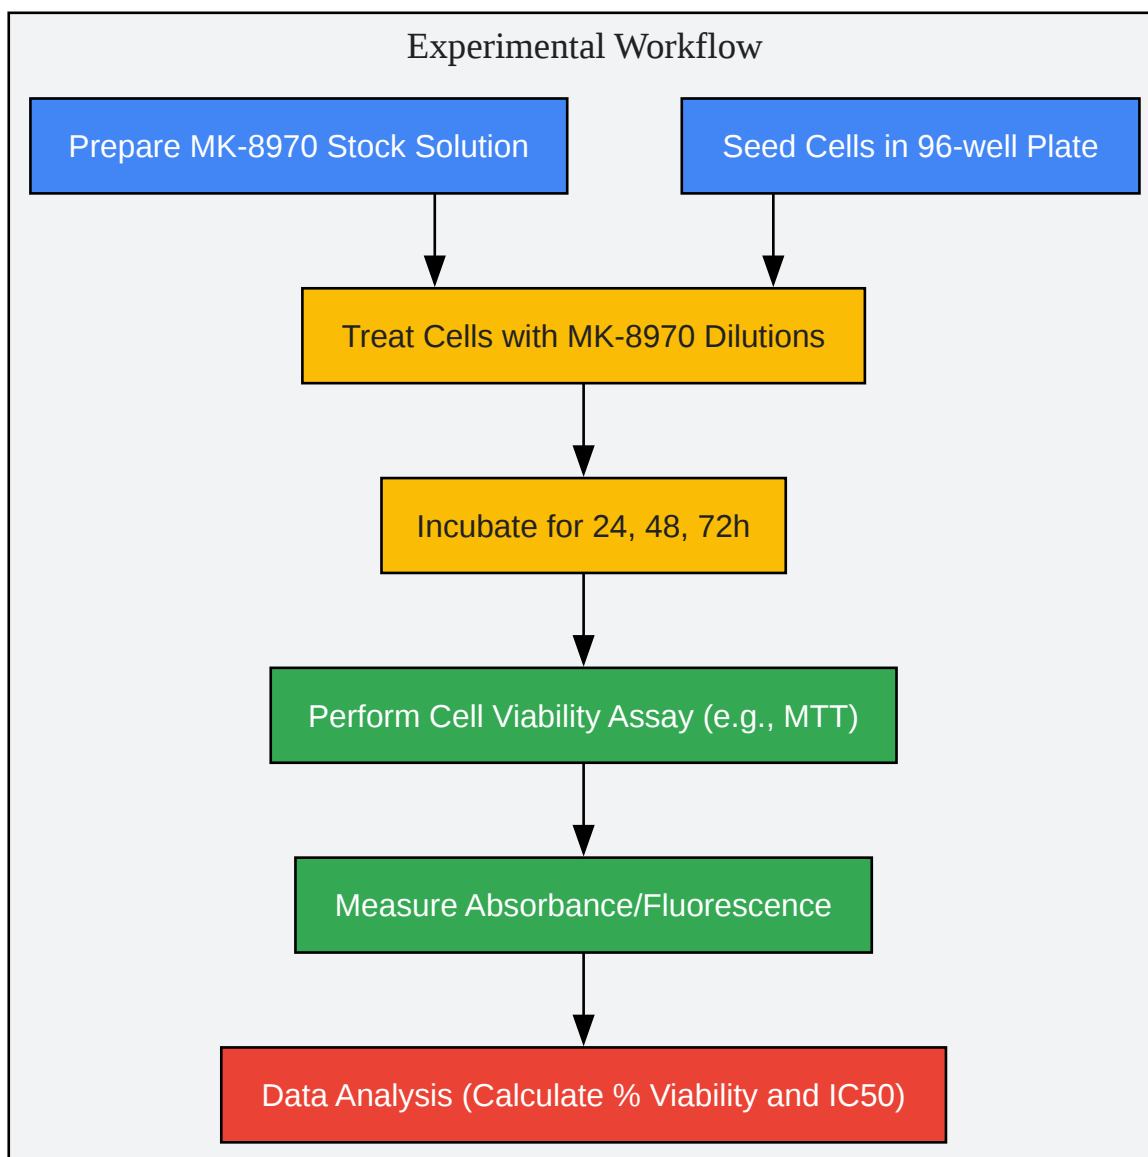 Experimental Workflow
Prepare MK-8970 Stock Solution
Seed Cells in 96-well Plate
Treat Cells with MK-8970 Dilutions
Incubate for 24, 48, 72h
Perform Cell Viability Assay (e.g., MTT)
Measure Absorbance/Fluorescence
Data Analysis (Calculate % Viability and IC50)